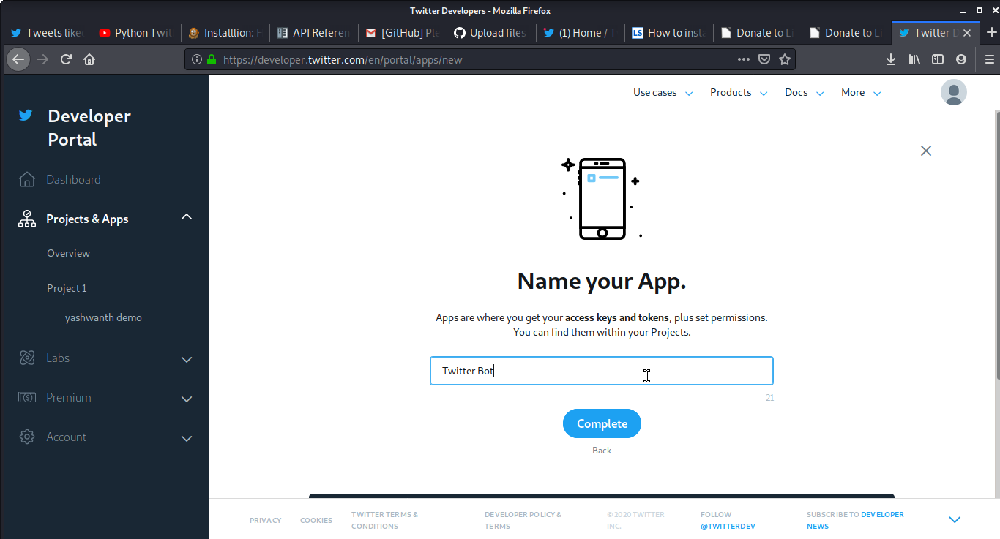 Twitter Developers - Mozilla Firefox
Tweets like
Python Twit
Installlion: H
API Referen
[GitHub] Ple
Upload files
(1) Home / T
LS How to insta
Donate to Li
Donate to Li
Twitter D
https://developer.twitter.com/en/portal/apps/new
Use cases
Products
Docs
More
Developer
Portal
Dashboard
Projects & Apps
Overview
Project 1
yashwanth demo
Labs
Premium
Account
Name your App.
Apps are where you get your access keys and tokens, plus set permissions.
You can find them within your Projects.
Twitter Bot
21
Complete
Back
PRIVACY
COOKIES
TWITTER TERMS &
CONDITIONS
DEVELOPER POLICY &
TERMS
© 2020 TWITTER
INC.
FOLLOW
@TWITTERDEV
SUBSCRIBE TO DEVELOPER
NEWS